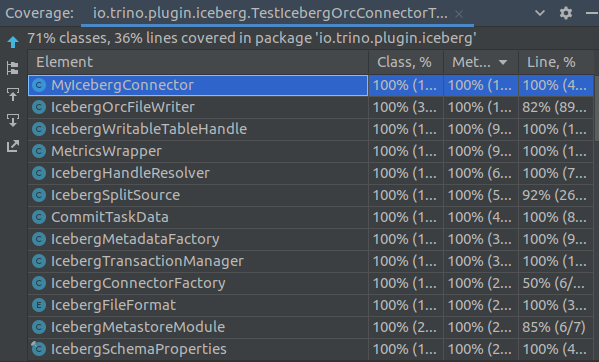 Coverage: io.trino.plugin.iceberg.TestIcebergOrcConnectorT...
71% classes, 36% lines covered in package 'io.trino.plugin.iceberg'
Element Class, % Met... Line, %
MyIcebergConnector 100% (1... 100% (1... 100% (4...
IcebergOrcFileWriter 100% (3... 100% (1... 82% (89...
IcebergWritableTableHandle 100% (1... 100% (9... 100% (1...
MetricsWrapper 100% (1... 100% (9... 100% (1...
IcebergHandleResolver 100% (1... 100% (6... 100% (7...
IcebergSplitSource 100% (1... 100% (5... 92% (26...
CommitTaskData 100% (1... 100% (4... 100% (8...
IcebergMetadataFactory 100% (1... 100% (3... 100% (9...
IcebergTransactionManager 100% (1... 100% (3... 100% (1...
IcebergConnectorFactory 100% (1... 100% (2... 50% (6/...
IcebergFileFormat 100% (1... 100% (2... 100% (3...
IcebergMetastoreModule 100% (2... 100% (2... 85% (6/7)
IcebergSchemaProperties 100% (1... 100% (2... 100% (4...